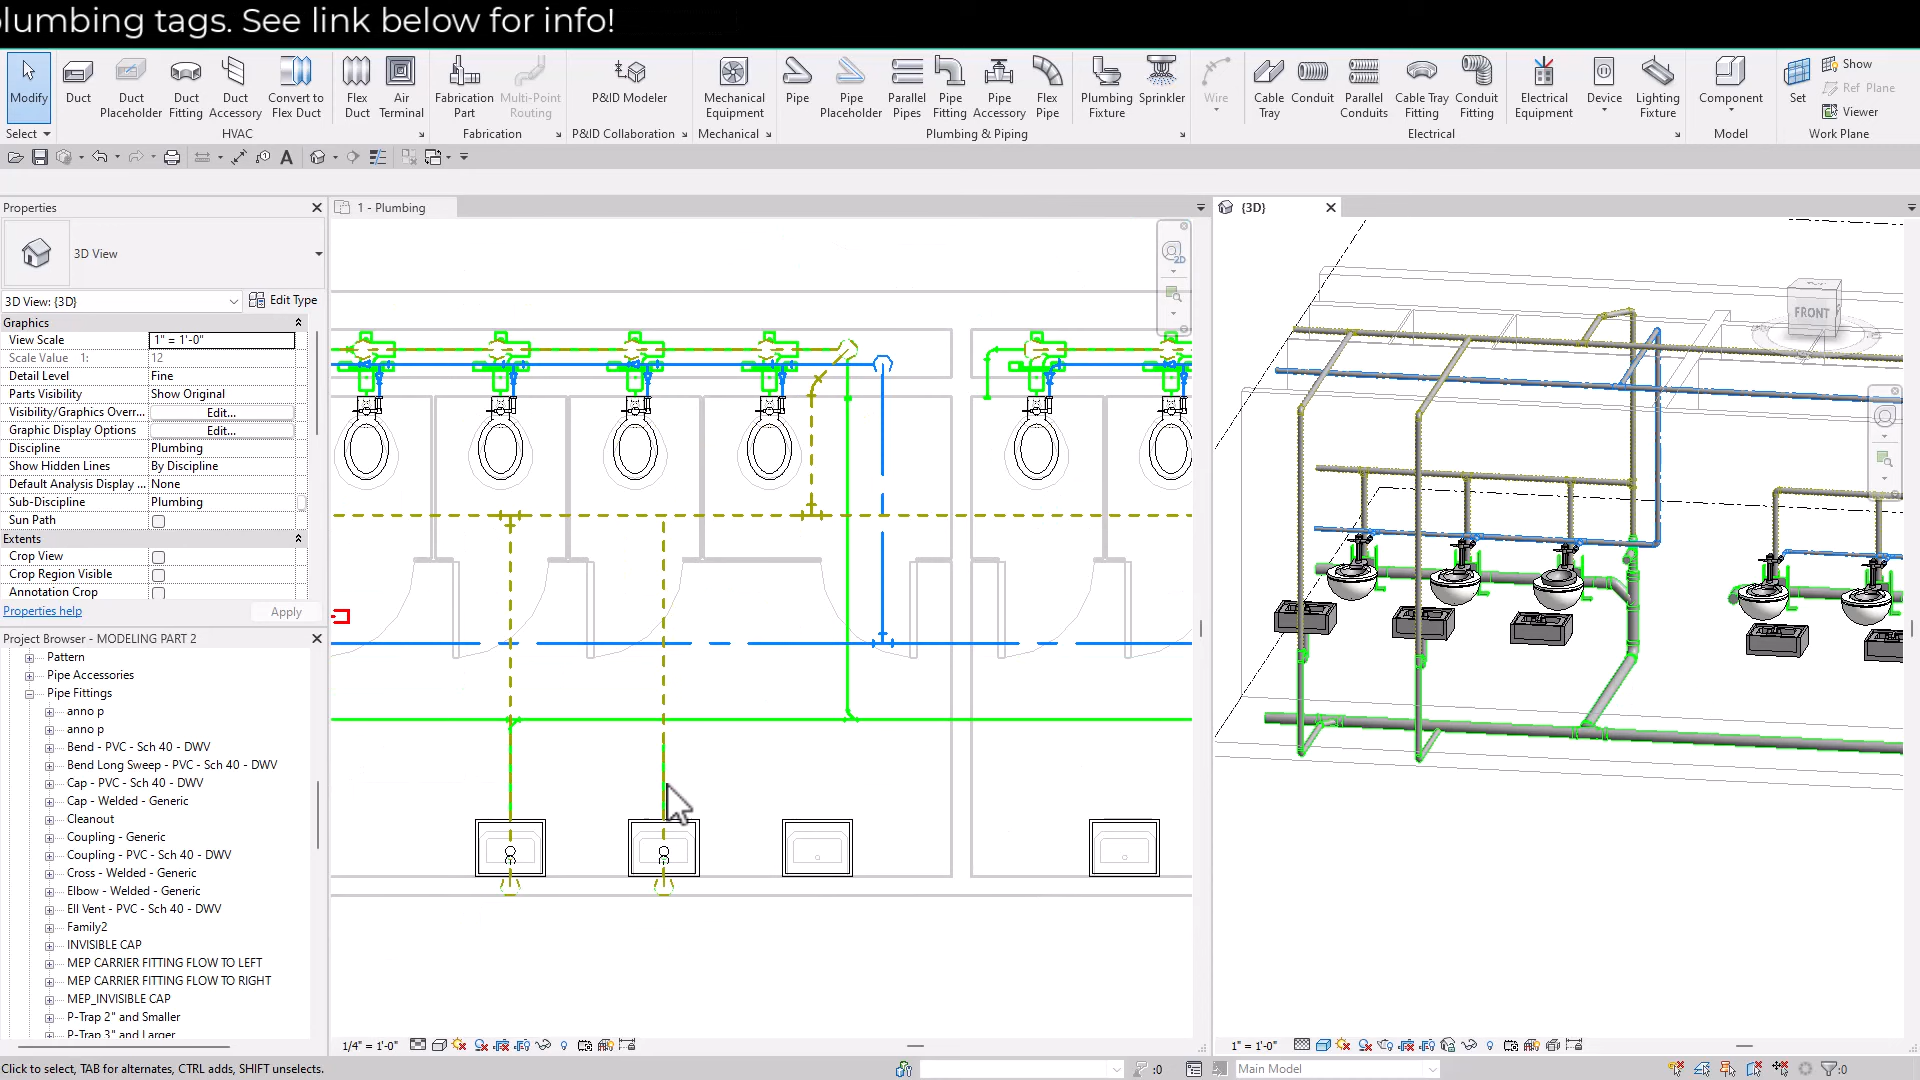 plumbing tags. See link below for info!
Modify
Duct
Duct Placeholder
Duct Fitting
Duct Accessory
Convert to Flex Duct
Flex Duct
Air Terminal
Fabrication Part
Multi-Point Routing
P&ID Modeler
Mechanical Equipment
Pipe
Pipe Placeholder
Parallel Pipes
Pipe Fitting
Pipe Accessory
Flex Pipe
Plumbing Fixture
Sprinkler
Wire
Cable Tray
Conduit
Parallel Conduits
Cable Tray Fitting
Conduit Fitting
Electrical Equipment
Device
Lighting Fixture
Component
Set
Show
Ref Plane
Viewer
Select
HVAC
Fabrication
P&ID Collaboration
Mechanical
Plumbing & Piping
Electrical
Model
Work Plane
A
Properties
3D View
3D View: {3D}
Edit Type
Graphics
View Scale 1" = 1'-0"
Scale Value 1: 12
Detail Level Fine
Parts Visibility Show Original
Visibility/Graphics Overr... Edit...
Graphic Display Options Edit...
Discipline Plumbing
Show Hidden Lines By Discipline
Default Analysis Display ... None
Sub-Discipline Plumbing
Sun Path
Extents
Crop View
Crop Region Visible
Annotation Crop
Properties help
Apply
Project Browser - MODELING PART 2
Pattern
Pipe Accessories
Pipe Fittings
anno p
anno p
Bend - PVC - Sch 40 - DWV
Bend Long Sweep - PVC - Sch 40 - DWV
Cap - PVC - Sch 40 - DWV
Cap - Welded - Generic
Cleanout
Coupling - Generic
Coupling - PVC - Sch 40 - DWV
Cross - Welded - Generic
Elbow - Welded - Generic
Ell Vent - PVC - Sch 40 - DWV
Family2
INVISIBLE CAP
MEP CARRIER FITTING FLOW TO LEFT
MEP CARRIER FITTING FLOW TO RIGHT
MEP_INVISIBLE CAP
P-Trap 2" and Smaller
P-Trap 3" and Larger
1 - Plumbing
2D
{3D}
FRONT
1/4" = 1'-0"
1" = 1'-0"
Click to select, TAB for alternates, CTRL adds, SHIFT unselects.
:0
Main Model
:0